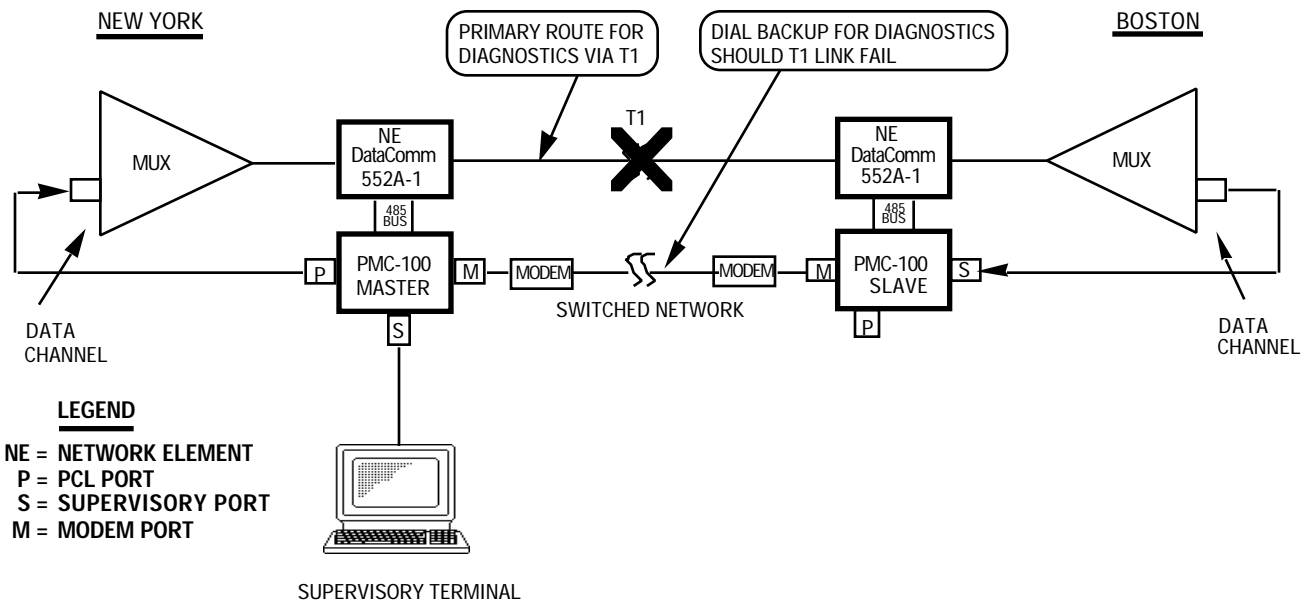 NEW YORK
BOSTON
PRIMARY ROUTE FOR
DIAGNOSTICS VIA T1
DIAL BACKUP FOR DIAGNOSTICS
SHOULD T1 LINK FAIL
T1
MUX
NE
DataComm
552A-1
NE
DataComm
552A-1
MUX
485
BUS
485
BUS
P
PMC-100
MASTER
M
MODEM
MODEM
M
PMC-100
SLAVE
S
SWITCHED NETWORK
S
P
DATA
CHANNEL
DATA
CHANNEL
LEGEND
NE = NETWORK ELEMENT
P = PCL PORT
S = SUPERVISORY PORT
M = MODEM PORT
SUPERVISORY TERMINAL